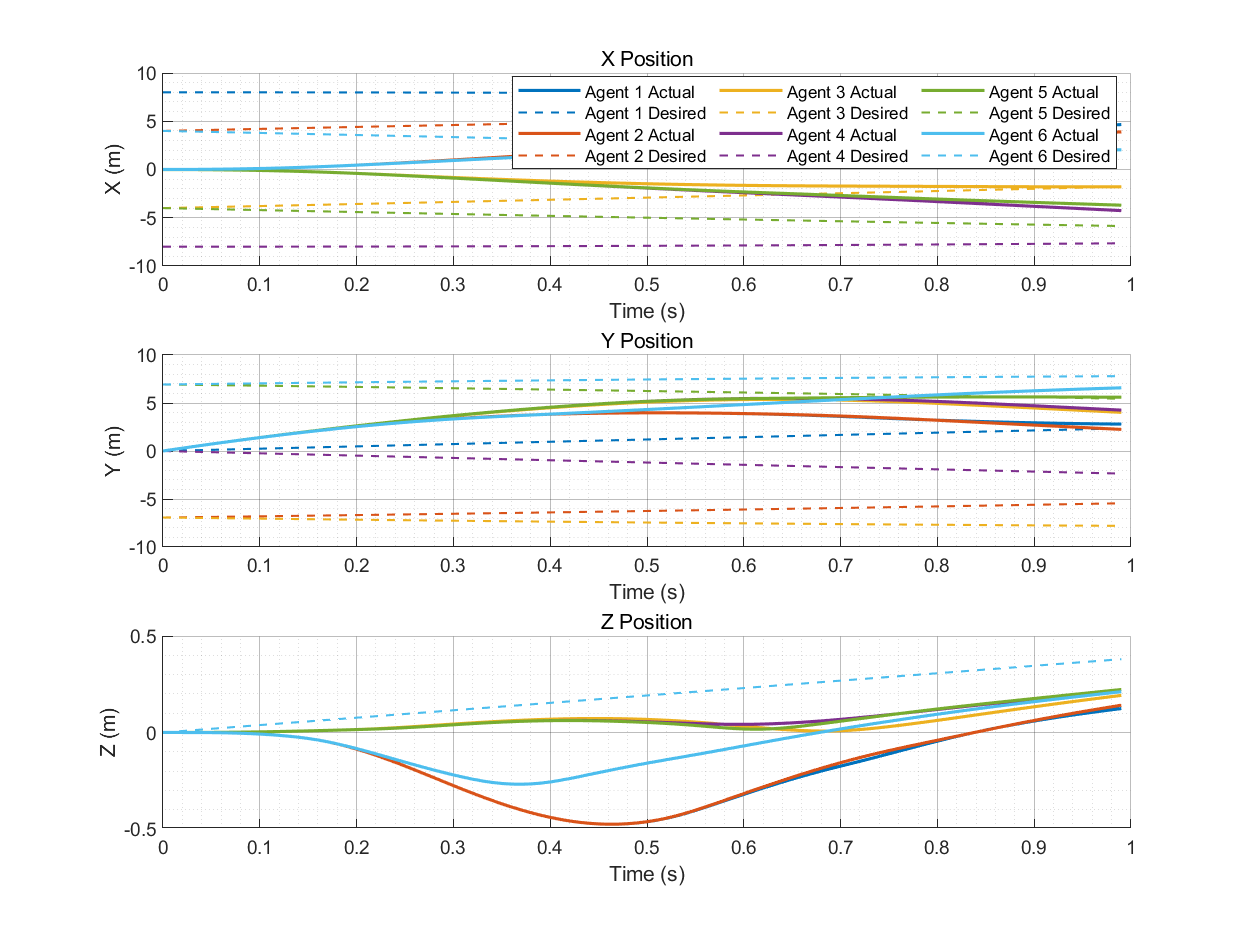 X Position
10
5
0
-5
-10
X (m)
Agent 1 Actual Agent 3 Actual Agent 5 Actual
Agent 1 Desired Agent 3 Desired Agent 5 Desired
Agent 2 Actual Agent 4 Actual Agent 6 Actual
Agent 2 Desired Agent 4 Desired Agent 6 Desired
0 0.1 0.2 0.3 0.4 0.5 0.6 0.7 0.8 0.9 1
Time (s)
Y Position
10
5
0
-5
-10
Y (m)
0 0.1 0.2 0.3 0.4 0.5 0.6 0.7 0.8 0.9 1
Time (s)
Z Position
0.5
0
-0.5
Z (m)
0 0.1 0.2 0.3 0.4 0.5 0.6 0.7 0.8 0.9 1
Time (s)